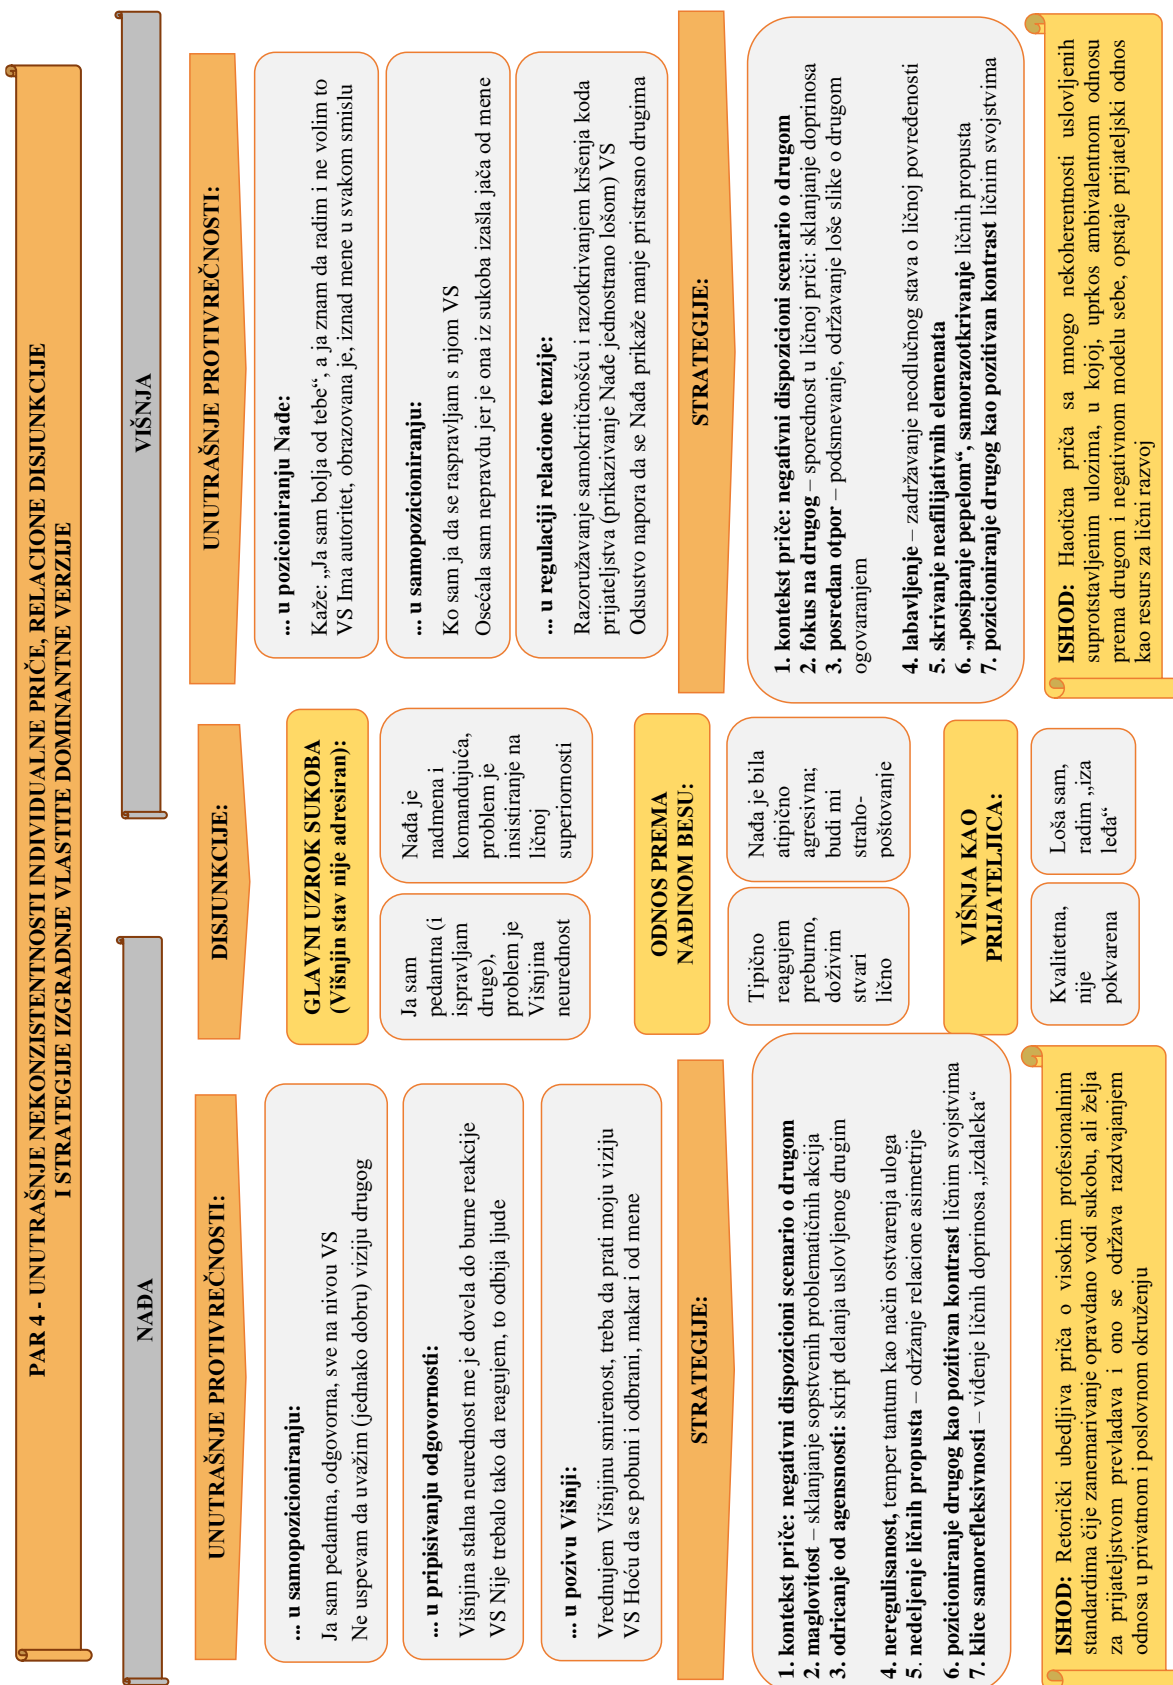 PAR 4 - UNUTRAŠNJE NEKONZISTENTNOSTI INDIVIDUALNE PRIČE, RELACIONE DISJUNKCIJE
I STRATEGIJE IZGRADNJE VLASTITE DOMINANTNE VERZIJE
NAĐA
UNUTRAŠNJE PROTIVREČNOSTI:
... u samopozicioniranju:
Ja sam pedantna, odgovorna, sve na nivou VS
Ne uspevam da uvažim (jednako dobru) viziju drugog
... u pripisivanju odgovornosti:
Višnjina stalna neurednost me je dovela do burne reakcije
VS Nije trebalo tako da reagujem, to odbija ljude
... u pozivu Višnji:
Vrednujem Višnjinu smirenost, treba da prati moju viziju
VS Hoću da se pobuni i odbrani, makar i od mene
STRATEGIJE:
1. kontekst priče: negativni dispozicioni scenario o drugom
2. maglovitost – sklanjanje sopstvenih problematičnih akcija
3. odricanje od agensnosti: skript delanja uslovljenog drugim
4. neregulisanost, temper tantum kao način ostvarenja uloga
5. nedeljenje ličnih propusta – održanje relacione asimetrije
6. pozicioniranje drugog kao pozitivan kontrast ličnim svojstvima
7. klice samorefleksivnosti – viđenje ličnih doprinosa „izdaleka“
ISHOD: Retorički ubedljiva priča o visokim profesionalnim
standardima čije zanemarivanje opravdano vodi sukobu, ali želja
za prijateljstvom prevladava i ono se održava razdvajanjem
odnosa u privatnom i poslovnom okruženju
DISJUNKCIJE:
GLAVNI UZROK SUKOBA
(Višnjin stav nije adresiran):
Ja sam
pedantna (i
ispravljam
druge),
problem je
Višnjina
neurednost
Nađa je
nadmena i
komandujuća,
problem je
insistiranje na
ličnoj
superiornosti
ODNOS PREMA
NAĐINOM BESU:
Tipično
reagujem
preburno,
doživim
stvari
lično
Nađa je bila
atipično
agresivna;
budi mi
straho-
poštovanje
VIŠNJA KAO
PRIJATELJICA:
Kvalitetna,
nije
pokvarena
Loša sam,
radim „iza
leđa“
VIŠNJA
UNUTRAŠNJE PROTIVREČNOSTI:
... u pozicioniranju Nađe:
Kaže: „Ja sam bolja od tebe“, a ja znam da radim i ne volim to
VS Ima autoritet, obrazovana je, iznad mene u svakom smislu
... u samopozicioniranju:
Ko sam ja da se raspravljam s njom VS
Osećala sam nepravdu jer je ona iz sukoba izašla jača od mene
... u regulaciji relacione tenzije:
Razoružavanje samokritičnošću i razotkrivanjem kršenja koda
prijateljstva (prikazivanje Nađe jednostrano lošom) VS
Odsustvo napora da se Nađa prikaže manje pristrasno drugima
STRATEGIJE:
1. kontekst priče: negativni dispozicioni scenario o drugom
2. fokus na drugog – sporednost u ličnoj priči: sklanjanje doprinosa
3. posredan otpor – podsmevanje, održavanje loše slike o drugom
ogovaranjem
4. labavljenje – zadržavanje neodlučnog stava o ličnoj povređenosti
5. skrivanje neafilijativnih elemenata
6. „posipanje pepelom“, samorazotkrivanje ličnih propusta
7. pozicioniranje drugog kao pozitivan kontrast ličnim svojstvima
ISHOD: Haotična priča sa mnogo nekoherentnosti uslovljenih
suprotstavljenim ulozima, u kojoj, uprkos ambivalentnom odnosu
prema drugom i negativnom modelu sebe, opstaje prijateljski odnos
kao resurs za lični razvoj